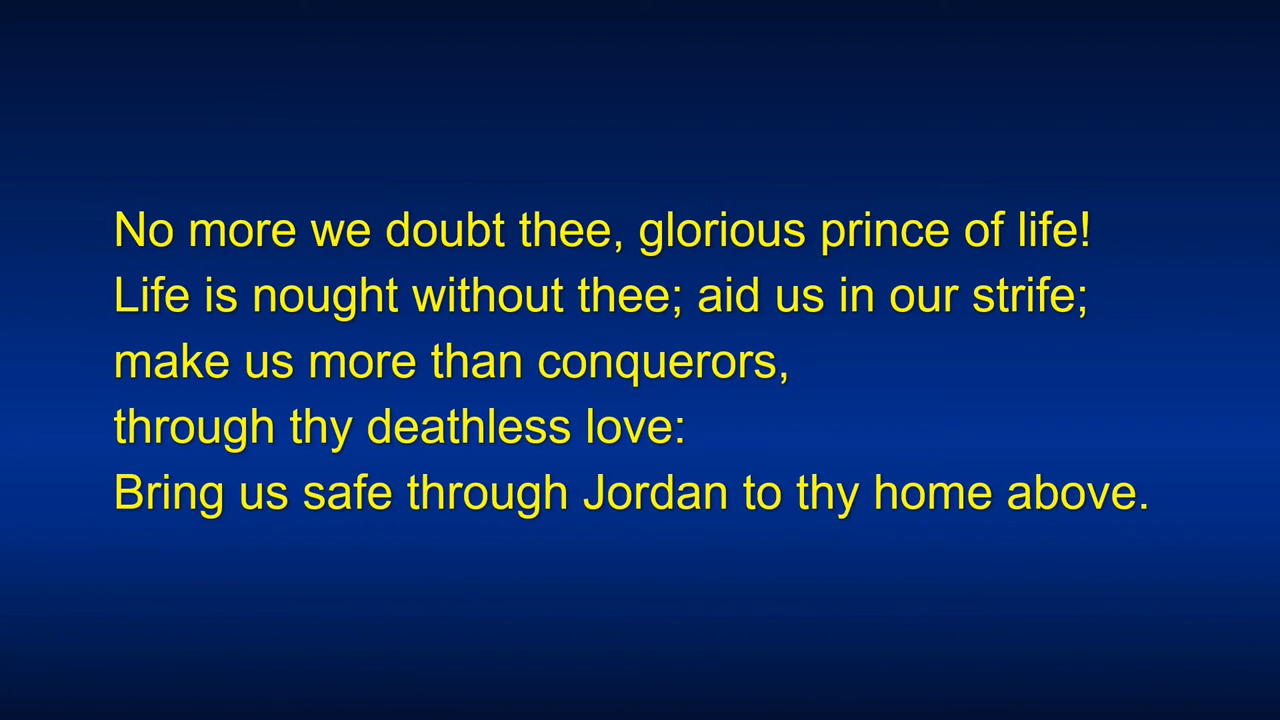 No more we doubt thee, glorious prince of life!
Life is nought without thee; aid us in our strife;
make us more than conquerors,
through thy deathless love:
Bring us safe through Jordan to thy home above.